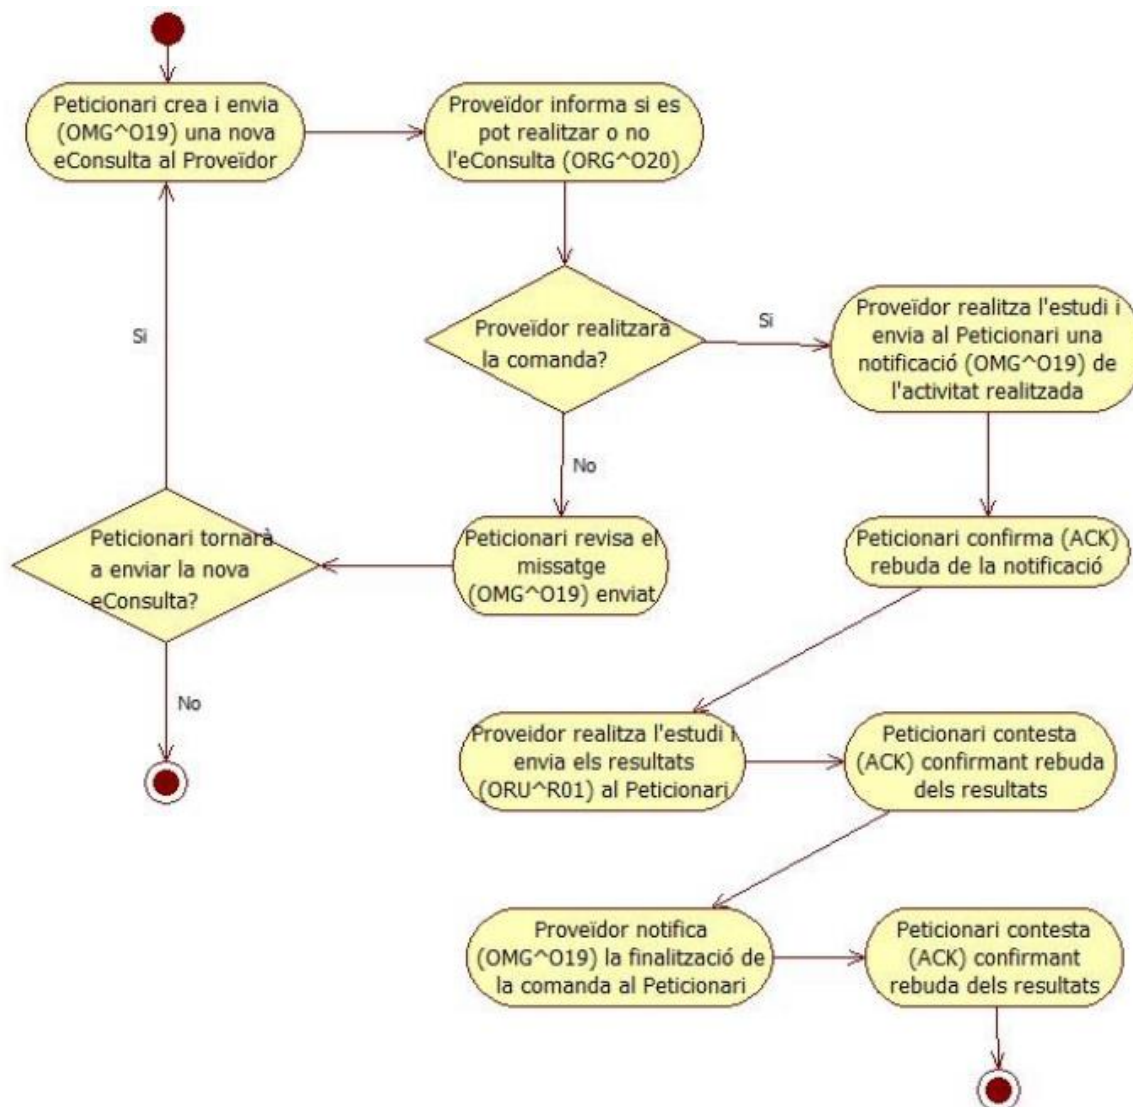 Peticionari crea i envia
(OMG^O19) una nova
eConsulta al Proveïdor
Proveïdor informa si es
pot realitzar o no
l'eConsulta (ORG^O20)
Proveïdor realitzarà
la comanda?
Si
Proveïdor realitza l'estudi i
envia al Peticionari una
notificació (OMG^O19) de
l'activitat realitzada
Si
No
Peticionari tornarà
a enviar la nova
eConsulta?
Peticionari revisa el
missatge
(OMG^O19) enviat
Peticionari confirma (ACK)
rebuda de la notificació
No
Proveidor realitza l'estudi i
envia els resultats
(ORU^R01) al Peticionari
Peticionari contesta
(ACK) confirmant rebuda
dels resultats
Proveïdor notifica
(OMG^O19) la finalització de
la comanda al Peticionari
Peticionari contesta
(ACK) confirmant
rebuda dels resultats